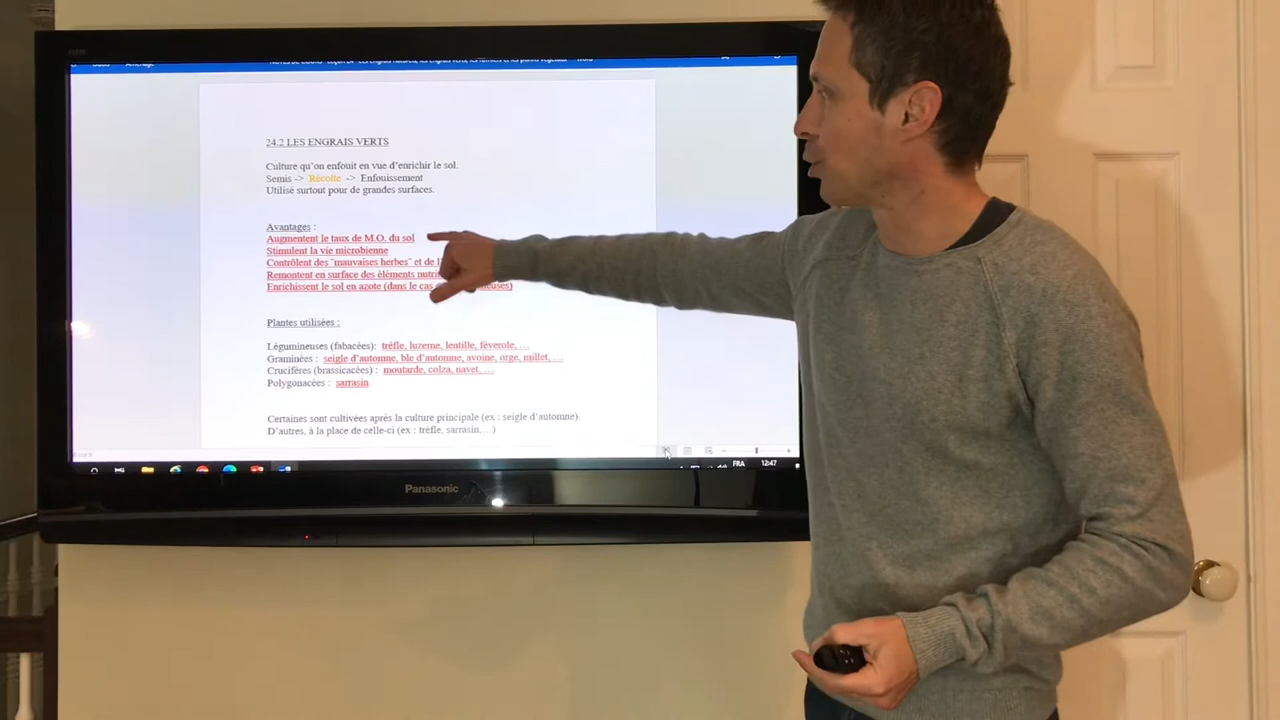 24.2 LES ENGRAIS VERTS
Culture qu'on enfouit en vue d'enrichir le sol.
Semis -> Récolte -> Enfouissement
Utilisé surtout pour de grandes surfaces.
Avantages :
Augmentent le taux de M.O. du sol
Stimulent la vie microbienne
Contrôlent des "mauvaises herbes" et de
Remontent en surface des éléments
Enrichissent le sol en azote (dans le cas
Plantes utilisées :
Légumineuses (fabacées): trèfle, luzerne, lentille, féverole, …
Graminées : seigle d'automne, ble d'automne, avoine, orge, millet, …
Crucifères (brassicacées) : moutarde, colza, navet, …
Polygonacées : sarrasin
Certaines sont cultivées après la culture principale (ex : seigle d'automne).
D'autres, à la place de celle-ci (ex : trèfle, sarrasin, …)
FRA 12:47
Panasonic